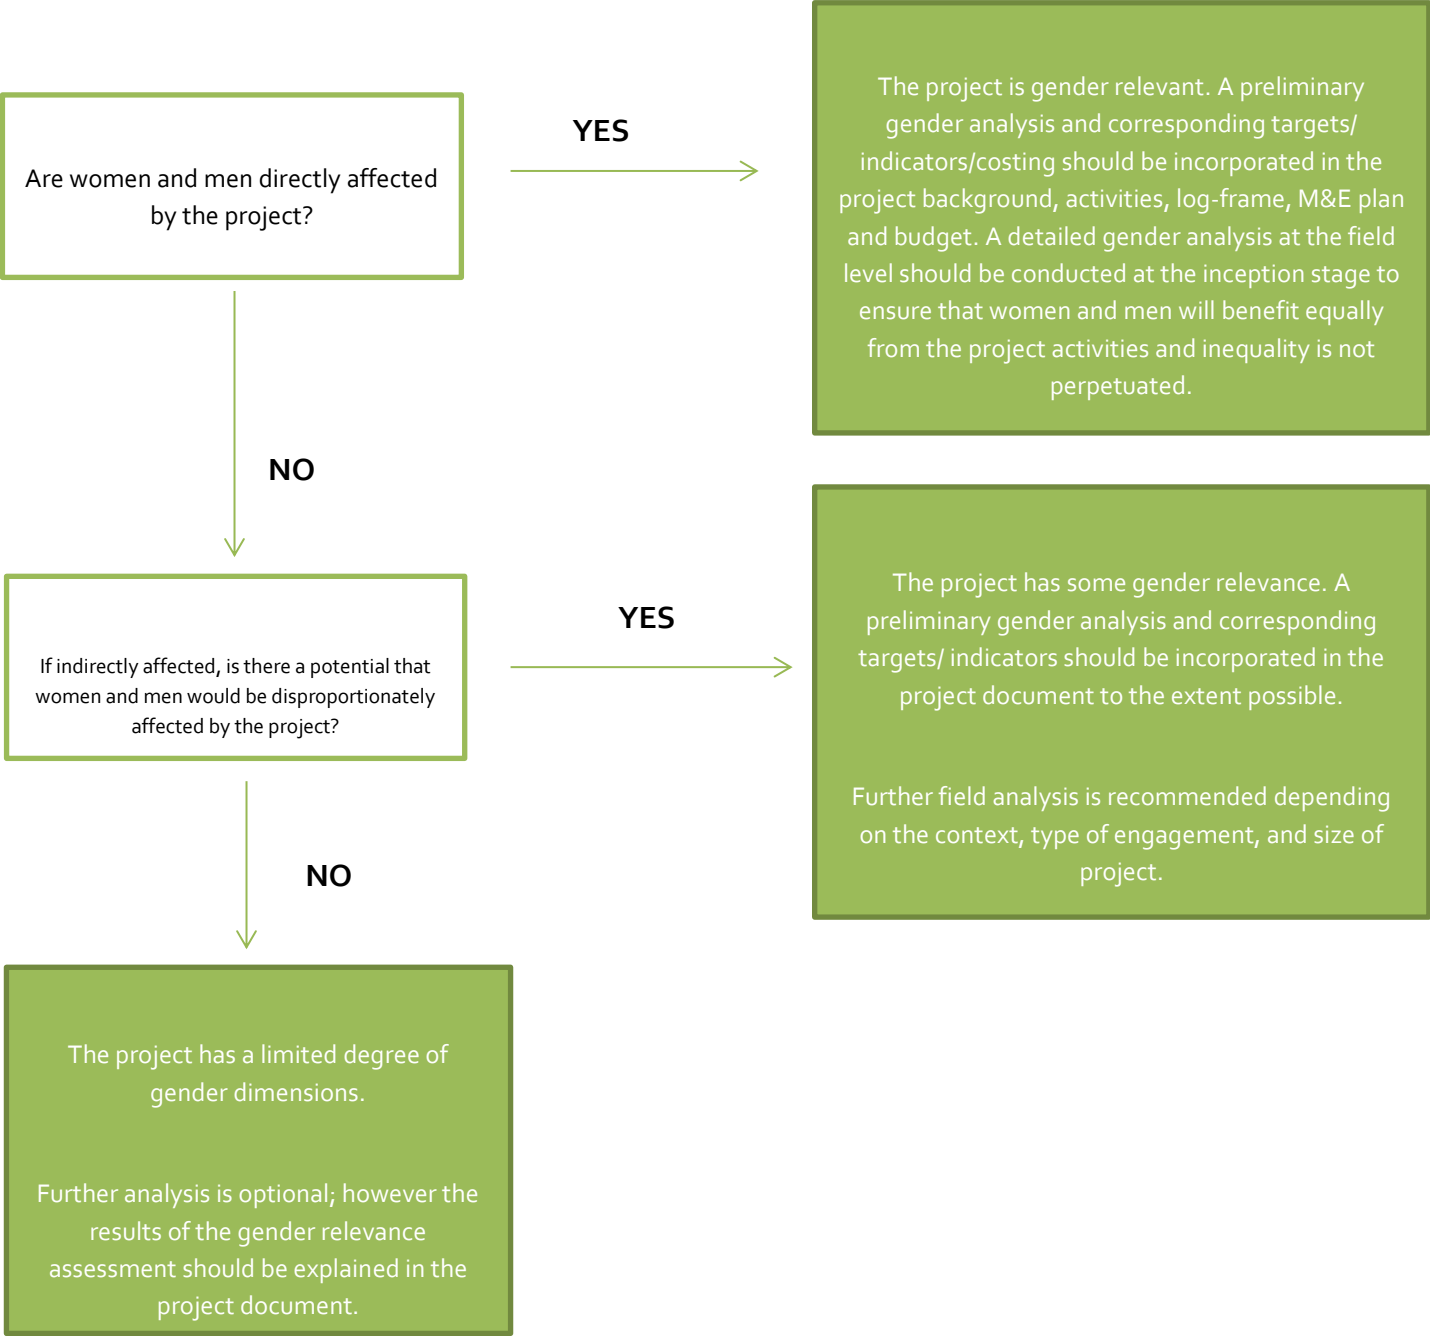 Are women and men directly affected
by the project?
YES
The project is gender relevant. A preliminary
gender analysis and corresponding targets/
indicators/costing should be incorporated in the
project background, activities, log-frame, M&E plan
and budget. A detailed gender analysis at the field
level should be conducted at the inception stage to
ensure that women and men will benefit equally
from the project activities and inequality is not
perpetuated.
NO
If indirectly affected, is there a potential that
women and men would be disproportionately
affected by the project?
YES
The project has some gender relevance. A
preliminary gender analysis and corresponding
targets/ indicators should be incorporated in the
project document to the extent possible.
Further field analysis is recommended depending
on the context, type of engagement, and size of
project.
NO
The project has a limited degree of
gender dimensions.
Further analysis is optional; however the
results of the gender relevance
assessment should be explained in the
project document.